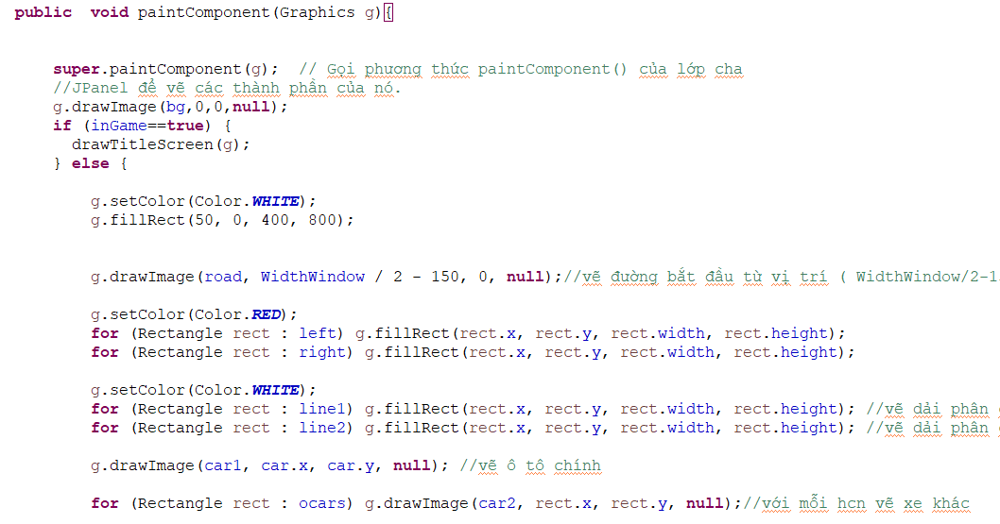 public  void paintComponent(Graphics g){
super.paintComponent(g);  // Gọi phương thức paintComponent() của lớp cha
//JPanel để vẽ các thành phần của nó.
g.drawImage(bg,0,0,null);
if (inGame==true) {
drawTitleScreen(g);
} else {
g.setColor(Color.WHITE);
g.fillRect(50, 0, 400, 800);
g.drawImage(road, WidthWindow / 2 - 150, 0, null);//vẽ đường bắt đầu từ vị trí ( WidthWindow/2-1
g.setColor(Color.RED);
for (Rectangle rect : left) g.fillRect(rect.x, rect.y, rect.width, rect.height);
for (Rectangle rect : right) g.fillRect(rect.x, rect.y, rect.width, rect.height);
g.setColor(Color.WHITE);
for (Rectangle rect : line1) g.fillRect(rect.x, rect.y, rect.width, rect.height); //vẽ dải phân
for (Rectangle rect : line2) g.fillRect(rect.x, rect.y, rect.width, rect.height); //vẽ dải phân
g.drawImage(car1, car.x, car.y, null); //vẽ ô tô chính
for (Rectangle rect : ocars) g.drawImage(car2, rect.x, rect.y, null);//với mỗi hcn vẽ xe khác